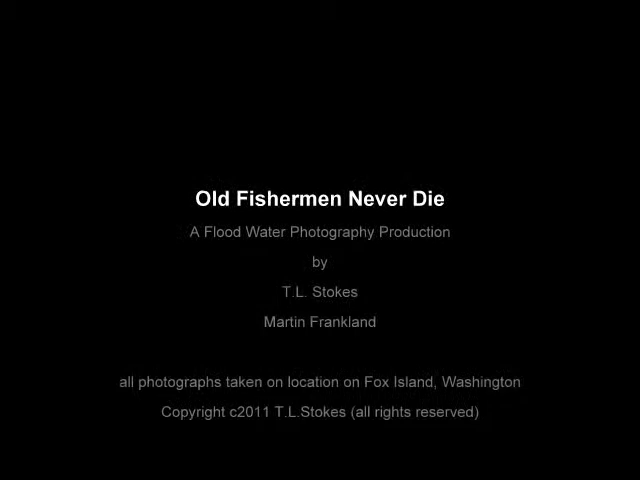 Old Fishermen Never Die
A Flood Water Photography Production
by
T.L. Stokes
Martin Frankland
all photographs taken on location on Fox Island, Washington
Copyright c2011 T.L.Stokes (all rights reserved)